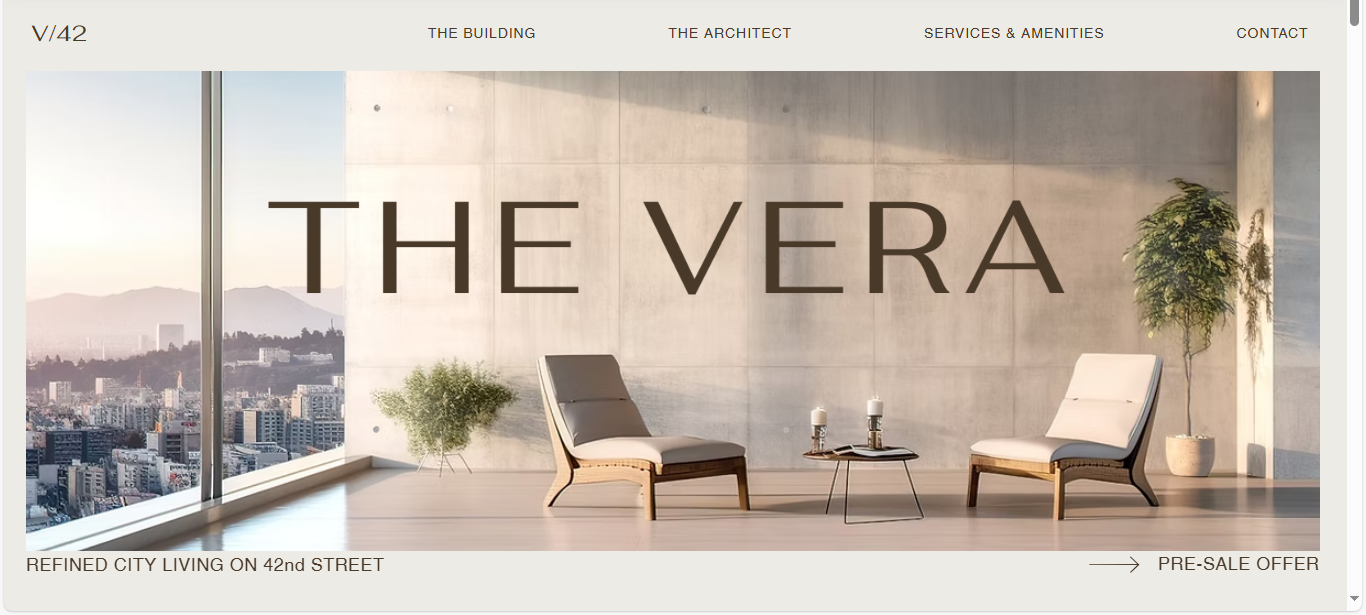 V/42
THE BUILDING
THE ARCHITECT
SERVICES & AMENITIES
CONTACT
THE VERA
REFINED CITY LIVING ON 42nd STREET
PRE-SALE OFFER